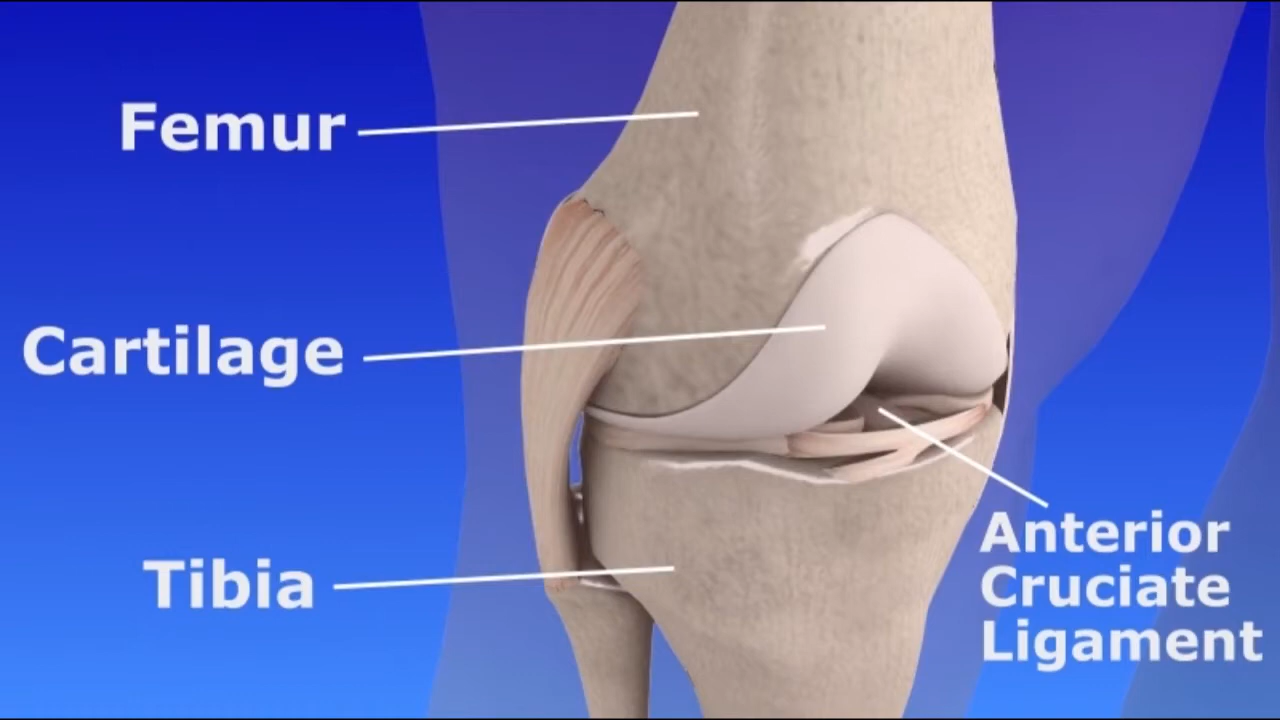 Femur
Cartilage
Tibia
Anterior
Cruciate
Ligament